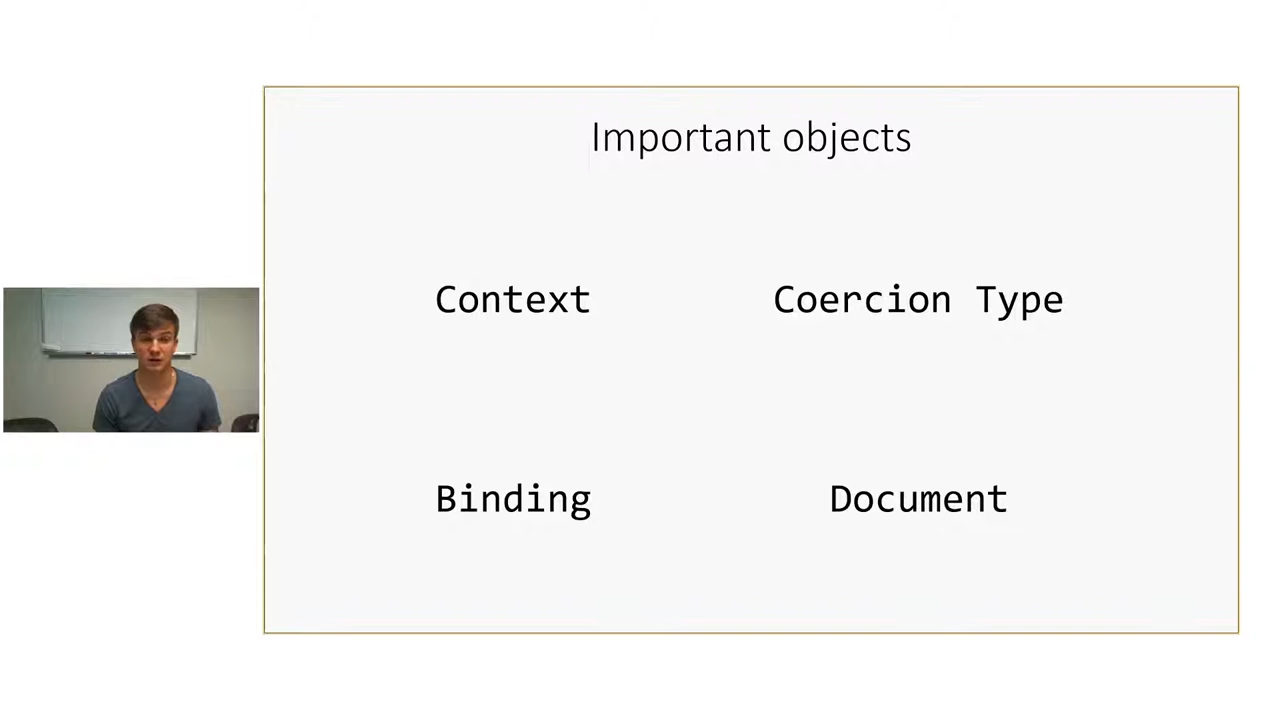 Important objects
Context
Coercion Type
Binding
Document